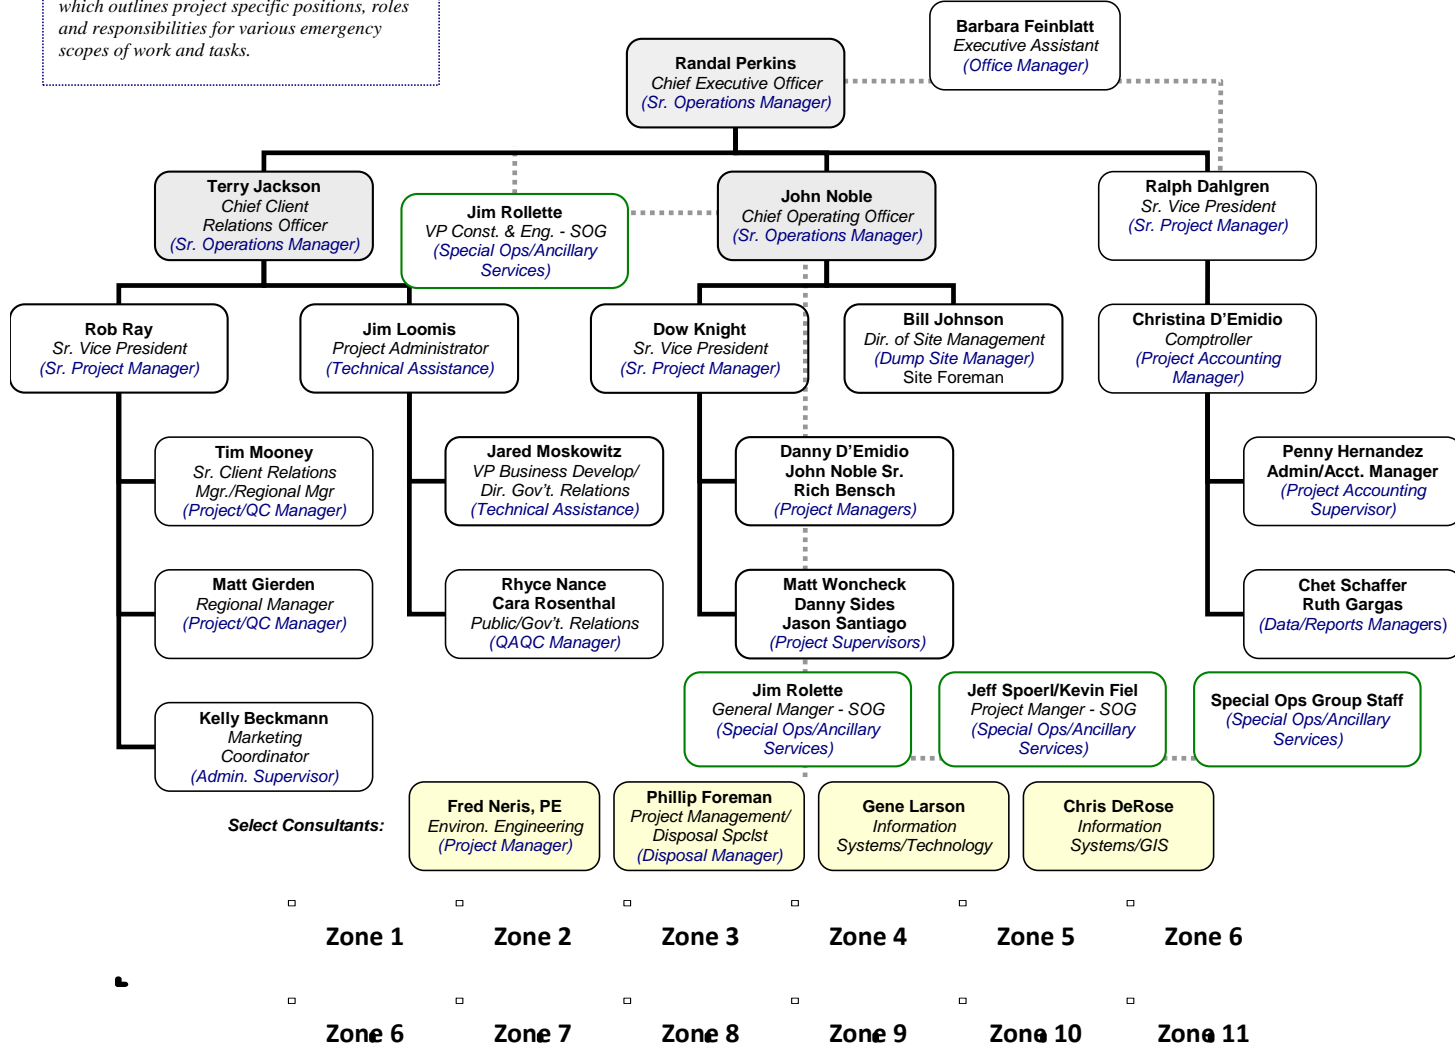 which outlines project specific positions, roles
and responsibilities for various emergency
scopes of work and tasks.
Barbara Feinblatt
Executive Assistant
(Office Manager)
Randal Perkins
Chief Executive Officer
(Sr. Operations Manager)
Terry Jackson
Chief Client
Relations Officer
(Sr. Operations Manager)
Jim Rollette
VP Const. & Eng. - SOG
(Special Ops/Ancillary
Services)
John Noble
Chief Operating Officer
(Sr. Operations Manager)
Ralph Dahlgren
Sr. Vice President
(Sr. Project Manager)
Rob Ray
Sr. Vice President
(Sr. Project Manager)
Jim Loomis
Project Administrator
(Technical Assistance)
Dow Knight
Sr. Vice President
(Sr. Project Manager)
Bill Johnson
Dir. of Site Management
(Dump Site Manager)
Site Foreman
Christina D’Emidio
Comptroller
(Project Accounting
Manager)
Tim Mooney
Sr. Client Relations
Mgr./Regional Mgr
(Project/QC Manager)
Jared Moskowitz
VP Business Develop/
Dir. Gov’t. Relations
(Technical Assistance)
Danny D’Emidio
John Noble Sr.
Rich Bensch
(Project Managers)
Penny Hernandez
Admin/Acct. Manager
(Project Accounting
Supervisor)
Matt Gierden
Regional Manager
(Project/QC Manager)
Rhyce Nance
Cara Rosenthal
Public/Gov’t. Relations
(QAQC Manager)
Matt Woncheck
Danny Sides
Jason Santiago
(Project Supervisors)
Chet Schaffer
Ruth Gargas
(Data/Reports Managers)
Kelly Beckmann
Marketing
Coordinator
(Admin. Supervisor)
Jim Rolette
General Manger - SOG
(Special Ops/Ancillary
Services)
Jeff Spoerl/Kevin Fiel
Project Manger - SOG
(Special Ops/Ancillary
Services)
Special Ops Group Staff
(Special Ops/Ancillary
Services)
Select Consultants:
Fred Neris, PE
Environ. Engineering
(Project Manager)
Phillip Foreman
Project Management/
Disposal Spclst
(Disposal Manager)
Gene Larson
Information
Systems/Technology
Chris DeRose
Information
Systems/GIS
Zone 1
Zone 2
Zone 3
Zone 4
Zone 5
Zone 6
Zone 6
Zone 7
Zone 8
Zone 9
Zone 10
Zone 11